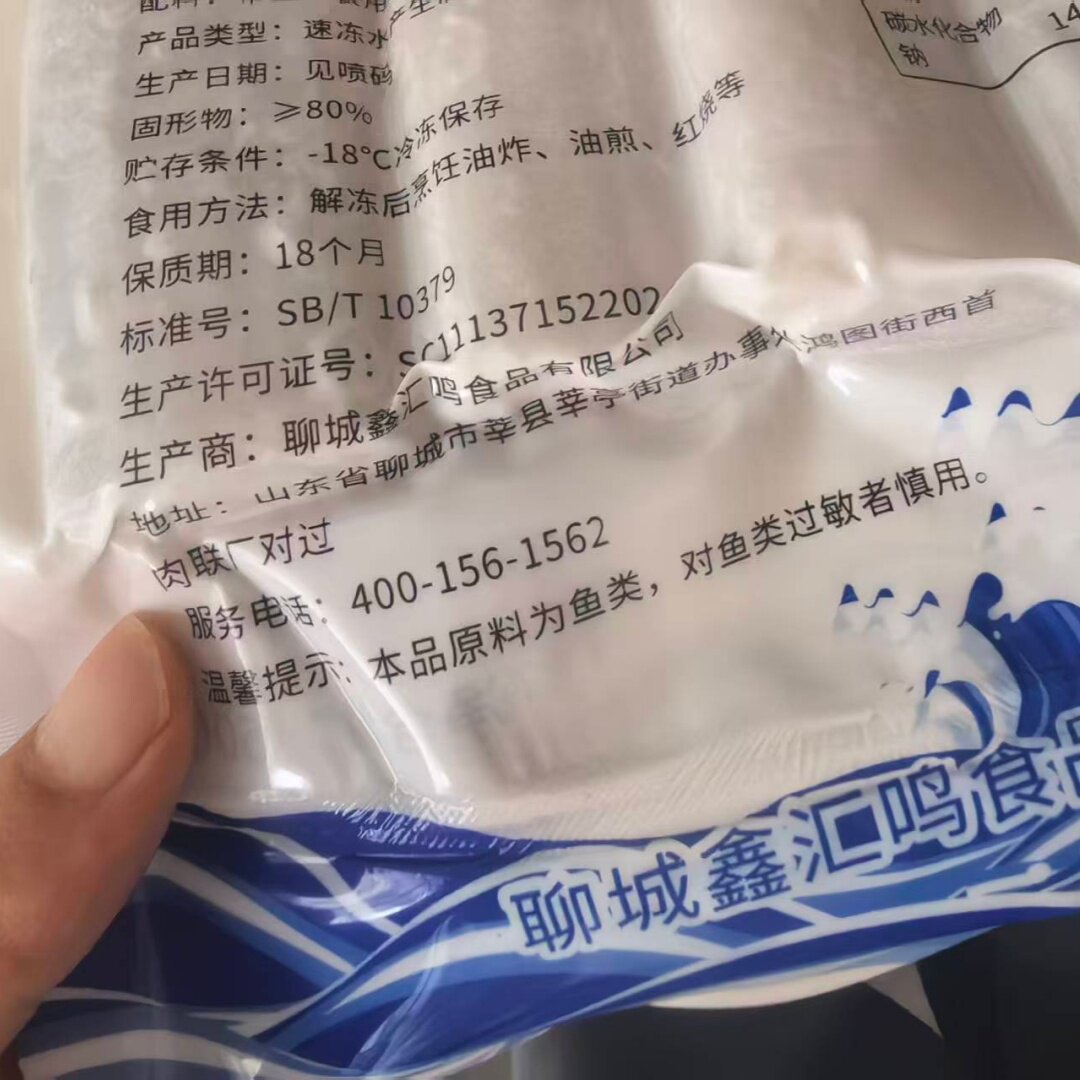 产品类型：速冻水
碳水化合物 14
钠
生产日期：见喷码
固形物：≥80%
贮存条件：-18℃冷冻保存
食用方法：解冻后烹饪油炸、油煎、红烧等
保质期：18个月
标准号：SB/T 10379
生产许可证号：SC11137152202
生产商：聊城鑫汇鸣食品有限公司
地址：山东省聊城市莘县莘亭街道办事 鸿图街西首
肉联厂对过
服务电话：400-156-1562
温馨提示：本品原料为鱼类，对鱼类过敏者慎用。
聊城鑫汇鸣食品